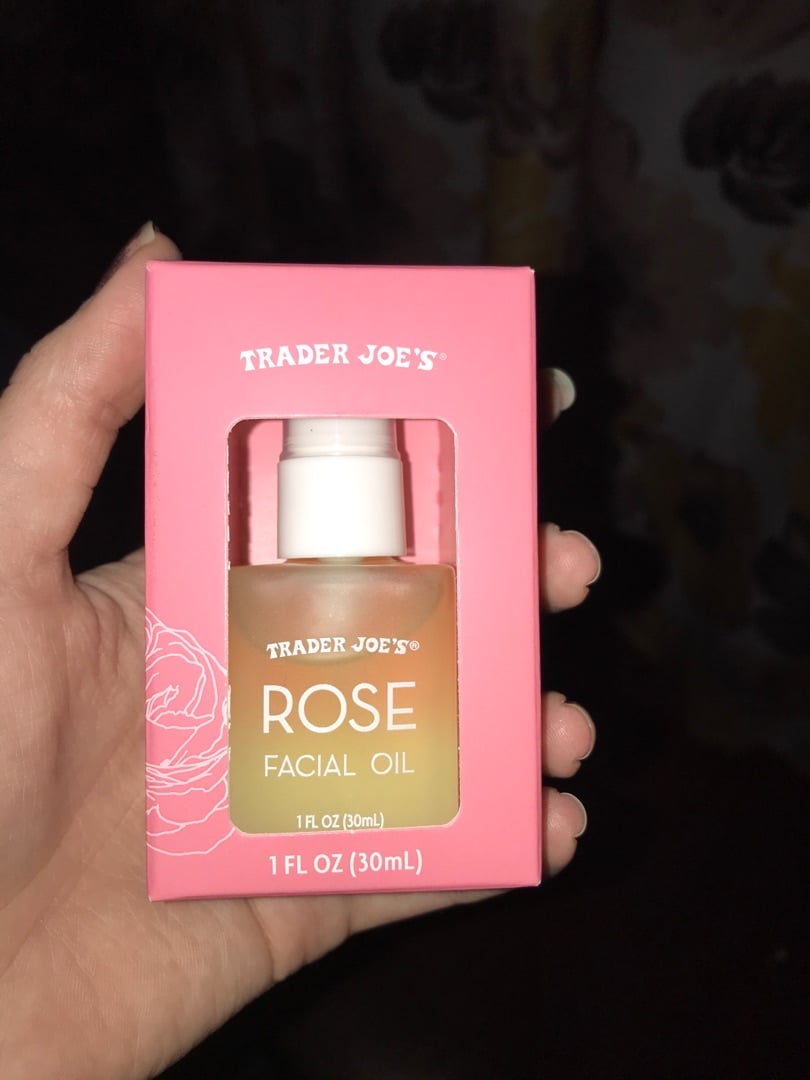 TRADER JOE'S®
TRADER JOE'S®
ROSE
FACIAL OIL
1 FL OZ (30mL)
1 FL OZ (30mL)